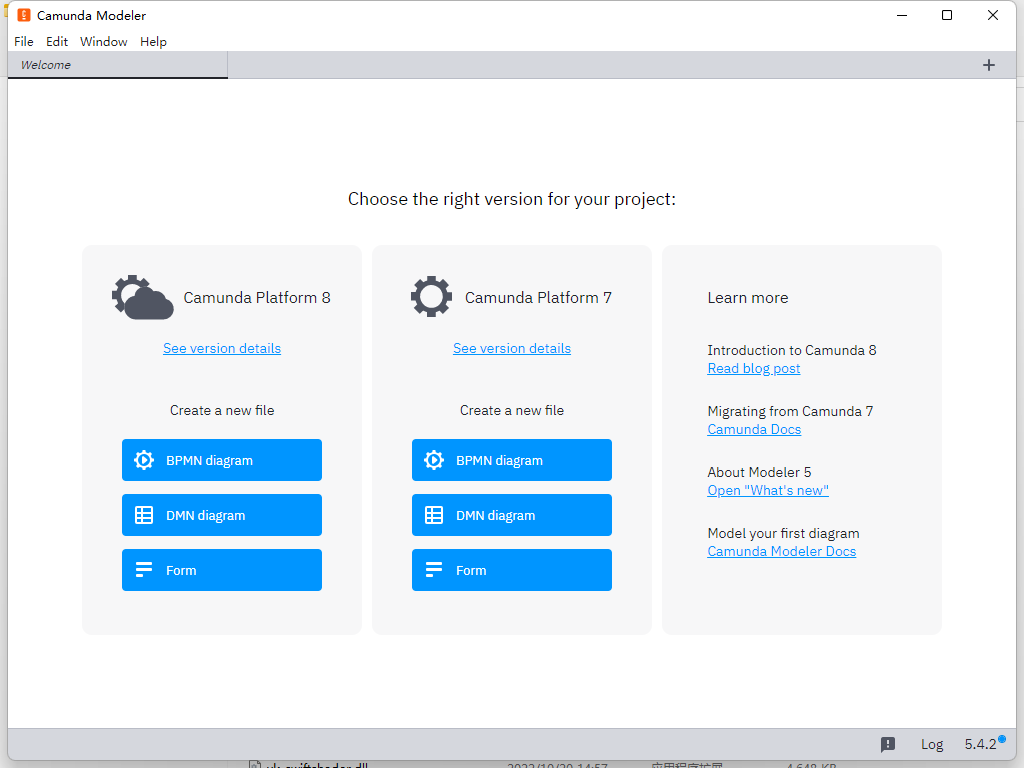 Camunda Modeler
File Edit Window Help
Welcome
Choose the right version for your project:
Camunda Platform 8
See version details
Create a new file
BPMN diagram
DMN diagram
Form
Camunda Platform 7
See version details
Create a new file
BPMN diagram
DMN diagram
Form
Learn more
Introduction to Camunda 8
Read blog post
Migrating from Camunda 7
Camunda Docs
About Modeler 5
Open "What's new"
Model your first diagram
Camunda Modeler Docs
Log 5.4.2